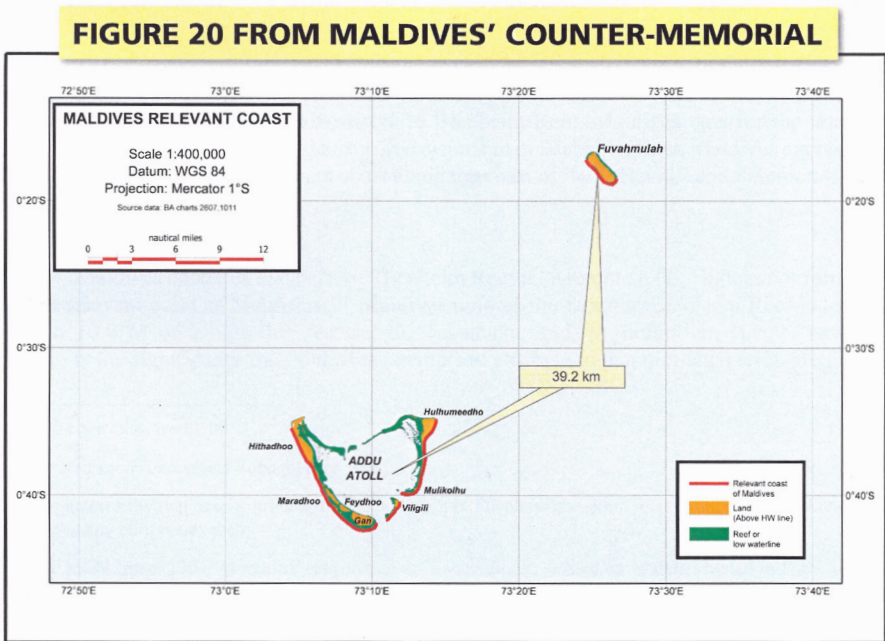 FIGURE 20 FROM MALDIVES' COUNTER-MEMORIAL
72°50'E 73°0'E 73°10'E 73°20'E 73°30'E 73°40'E
MALDIVES RELEVANT COAST
Scale 1:400,000
Datum: WGS 84
Projection: Mercator 1°S
Source data: BA charts 2607,1011
nautical miles
0 3 6 9 12
Fuvahmulah
0°20'S 0°20'S
0°30'S 0°30'S
39.2 km
Hulhumeedho
Hithadhoo
ADDU
ATOLL
Mulikolhu
Maradhoo
Feydhoo
Viligili
Gan
0°40'S 0°40'S
Relevant coast
of Maldives
Land
(Above HW line)
Reef or
low waterline
72°50'E 73°0'E 73°10'E 73°20'E 73°30'E 73°40'E